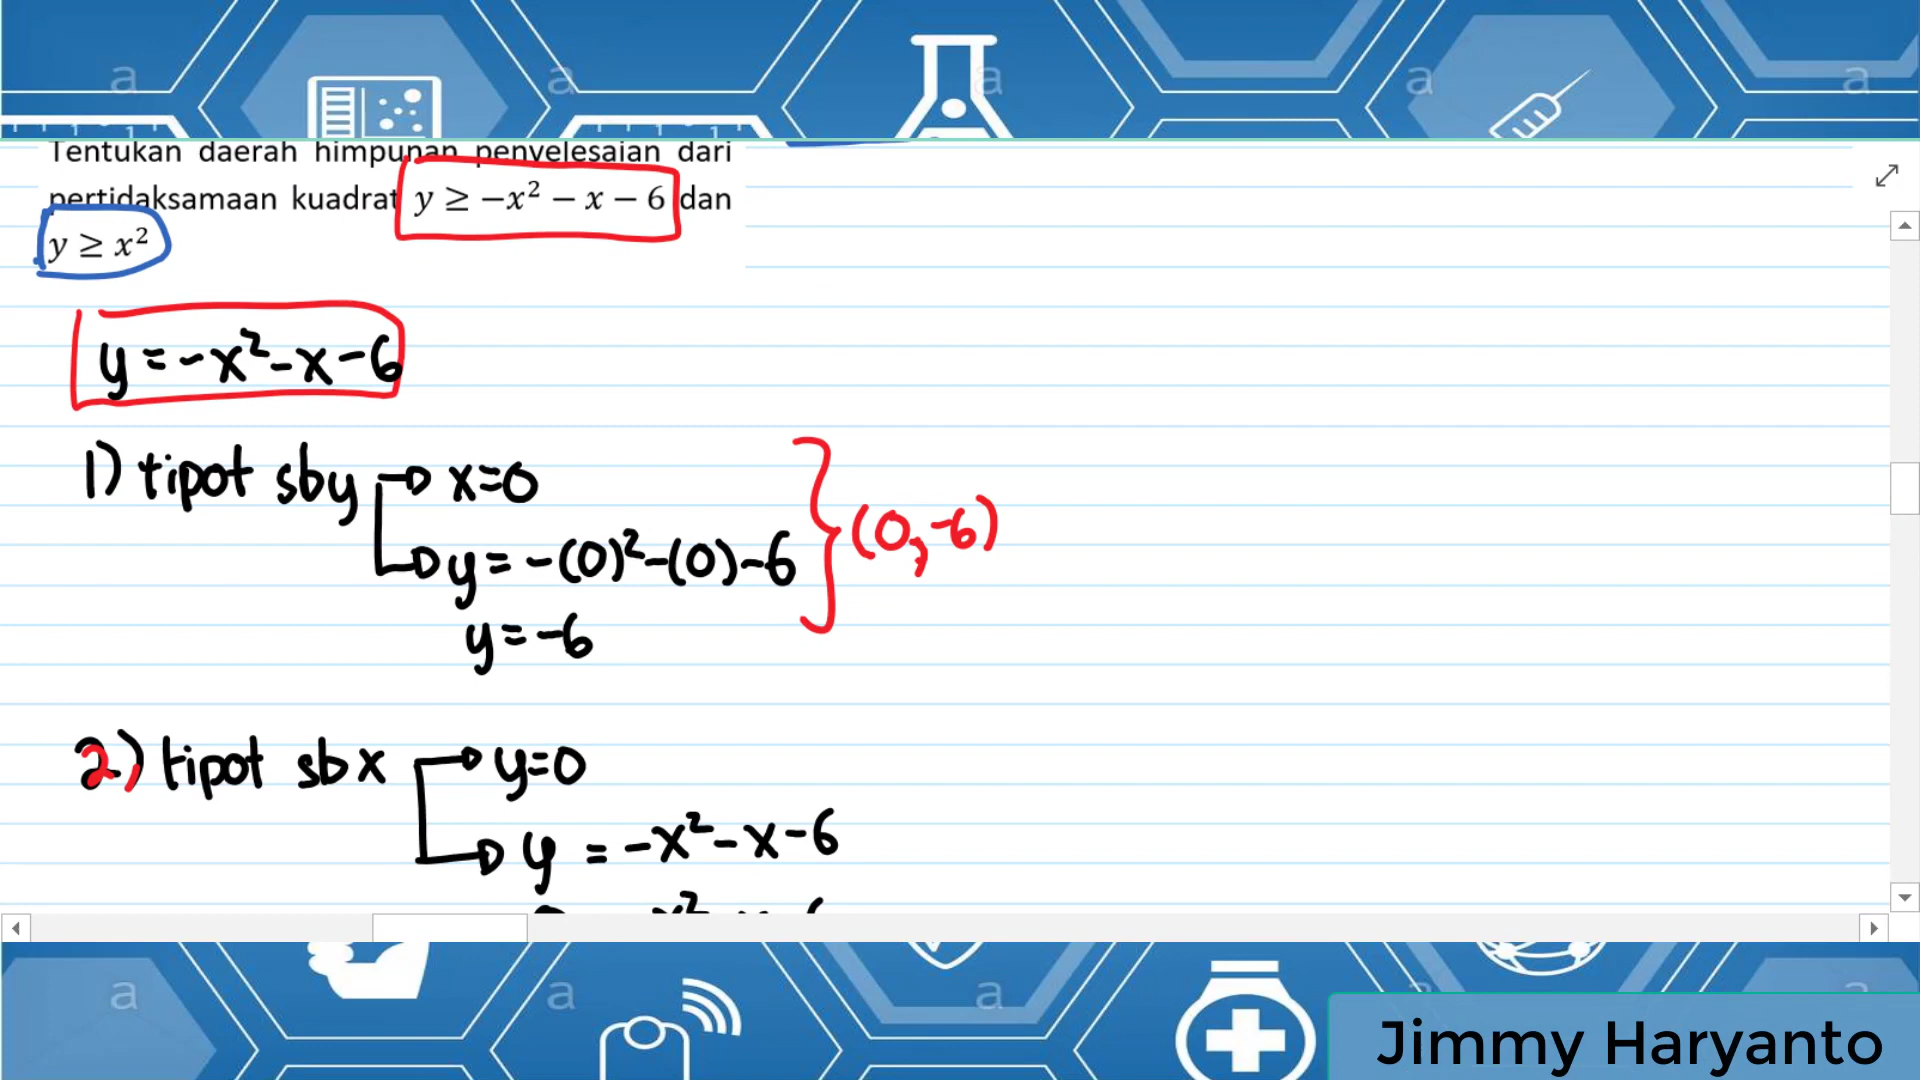 a a a a a
Tentukan daerah himpunan penyelesaian dari
pertidaksamaan kuadrat y ≥ −x² − x − 6 dan
y ≥ x²
y = -x²-x-6
1) tipot sby → x=0
y = -(0)²-(0)-6
y = -6
(0,-6)
2) tipot sbx → y=0
y = -x²-x-6
a a a a a
Jimmy Haryanto